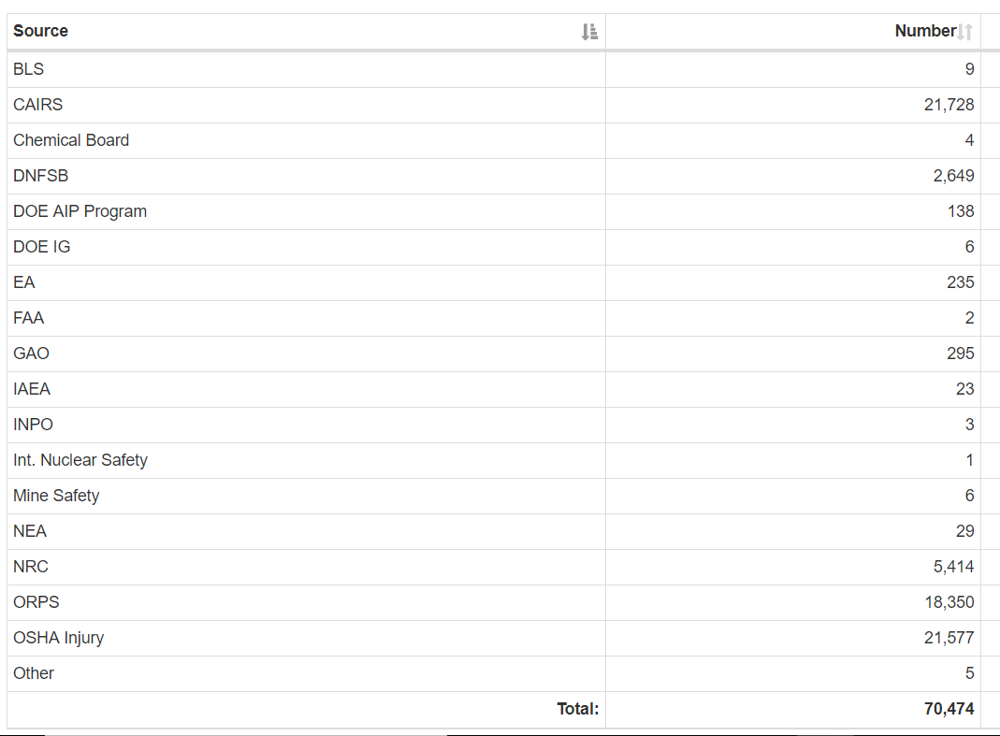 Source Number
BLS 9
CAIRS 21,728
Chemical Board 4
DNFSB 2,649
DOE AIP Program 138
DOE IG 6
EA 235
FAA 2
GAO 295
IAEA 23
INPO 3
Int. Nuclear Safety 1
Mine Safety 6
NEA 29
NRC 5,414
ORPS 18,350
OSHA Injury 21,577
Other 5
Total: 70,474